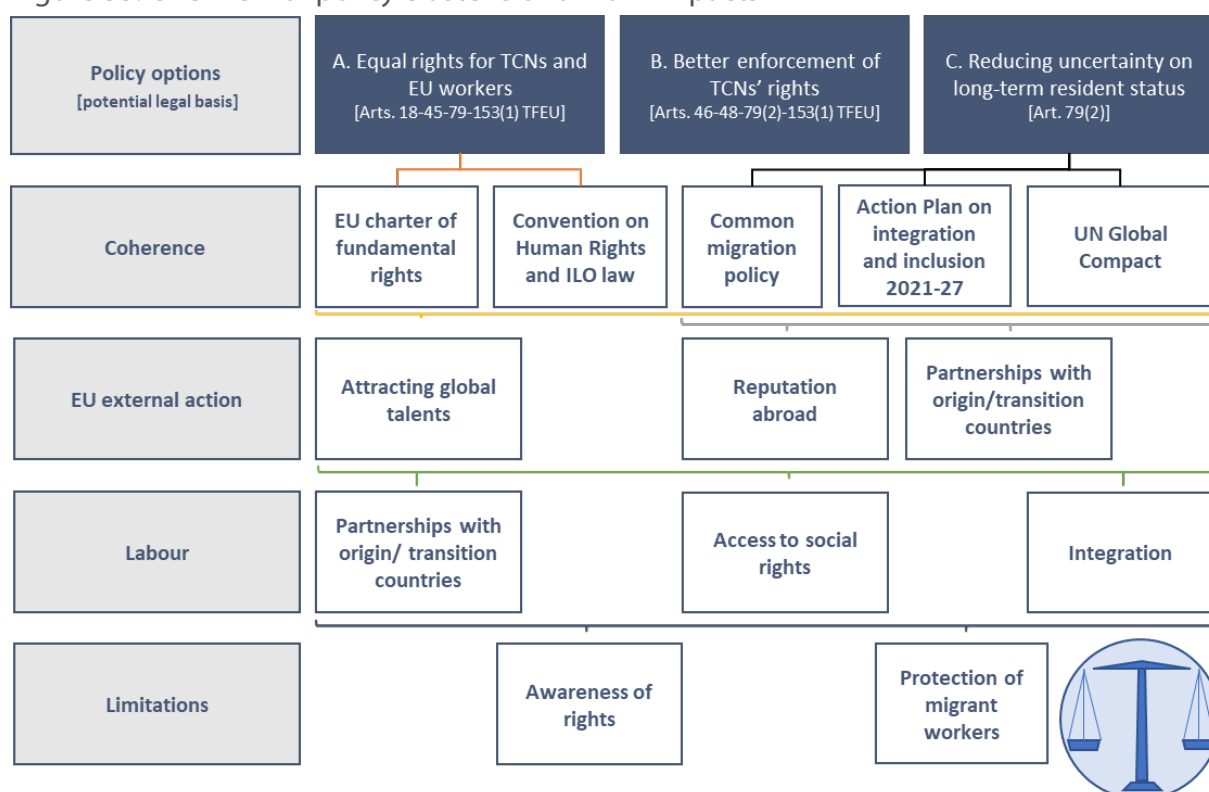 Policy options
[potential legal basis]
A. Equal rights for TCNs and
EU workers
[Arts. 18-45-79-153(1) TFEU]
B. Better enforcement of
TCNs’ rights
[Arts. 46-48-79(2)-153(1) TFEU]
C. Reducing uncertainty on
long-term resident status
[Art. 79(2)]
Coherence
EU charter of
fundamental
rights
Convention on
Human Rights
and ILO law
Common
migration
policy
Action Plan on
integration
and inclusion
2021-27
UN Global
Compact
EU external action
Attracting global
talents
Reputation
abroad
Partnerships with
origin/transition
countries
Labour
Partnerships with
origin/ transition
countries
Access to social
rights
Integration
Limitations
Awareness of
rights
Protection of
migrant
workers